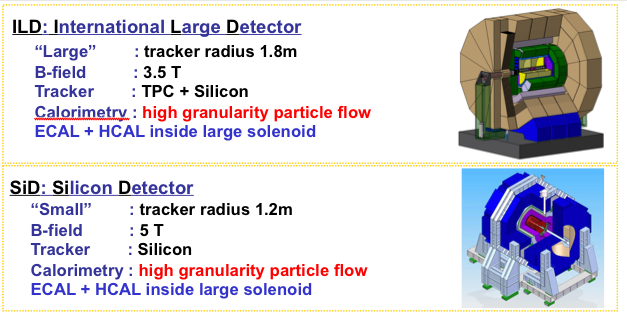 ILD: International Large Detector
“Large” : tracker radius 1.8m
B-field : 3.5 T
Tracker : TPC + Silicon
Calorimetry : high granularity particle flow
ECAL + HCAL inside large solenoid
SiD: Silicon Detector
“Small” : tracker radius 1.2m
B-field : 5 T
Tracker : Silicon
Calorimetry : high granularity particle flow
ECAL + HCAL inside large solenoid